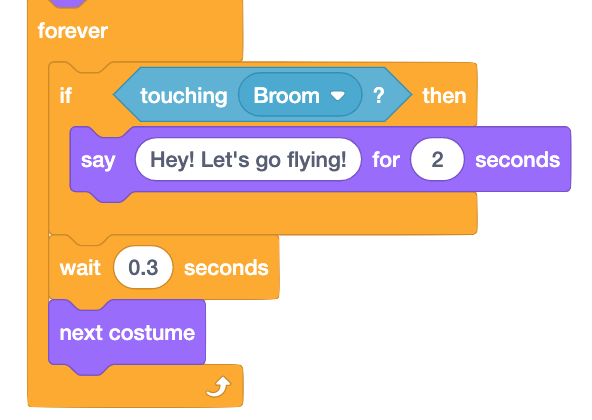 forever
if touching Broom ? then
say Hey! Let's go flying! for 2 seconds
wait 0.3 seconds
next costume